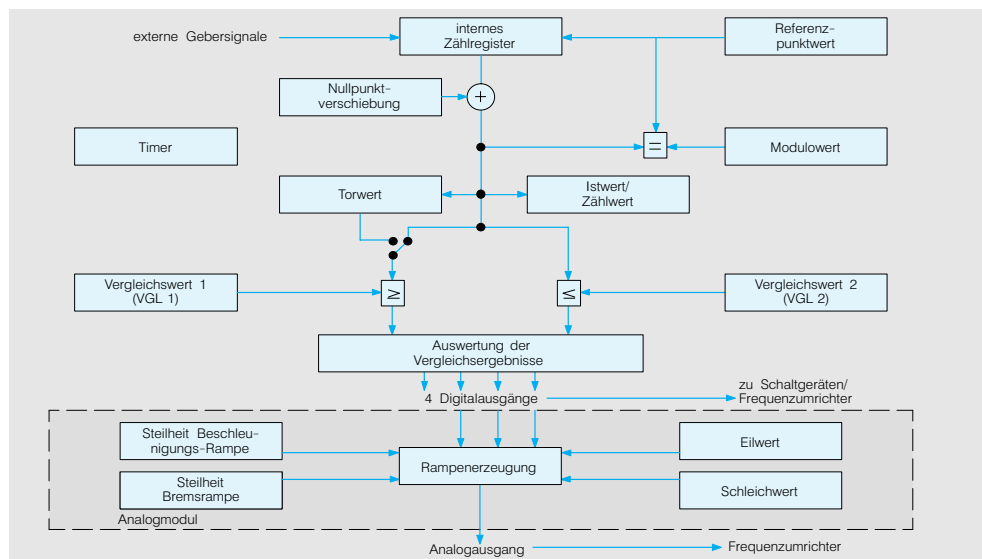 externe Gebersignale
internes
Zählregister
Referenz-
punktwert
Nullpunkt-
verschiebung
+
Timer
=
Modulowert
Torwert
Istwert/
Zählwert
Vergleichswert 1
(VGL 1)
≥
≤
Vergleichswert 2
(VGL 2)
Auswertung der
Vergleichsergebnisse
4 Digitalausgänge
zu Schaltgeräten/
Frequenzumrichter
Steilheit Beschleu-
nigungs-Rampe
Eilwert
Rampenerzeugung
Steilheit
Bremsrampe
Schleichwert
Analogmodul
Analogausgang
Frequenzumrichter